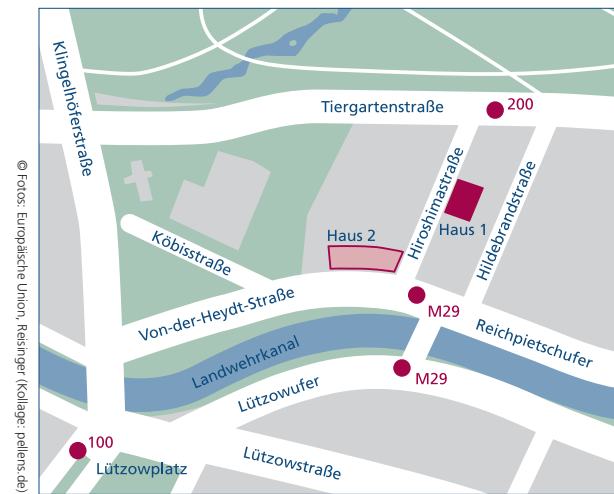 Klingelhöferstraße
Tiergartenstraße
200
Hiroshimastraße
Hildebrandstraße
Haus 1
Haus 2
Köbisstraße
Von-der-Heydt-Straße
M29
Reichpietschufer
Landwehrkanal
M29
Lützowufer
100
Lützowplatz
Lützowstraße
© Fotos: Europäische Union, Reisinger (Kollage: pellens.de)